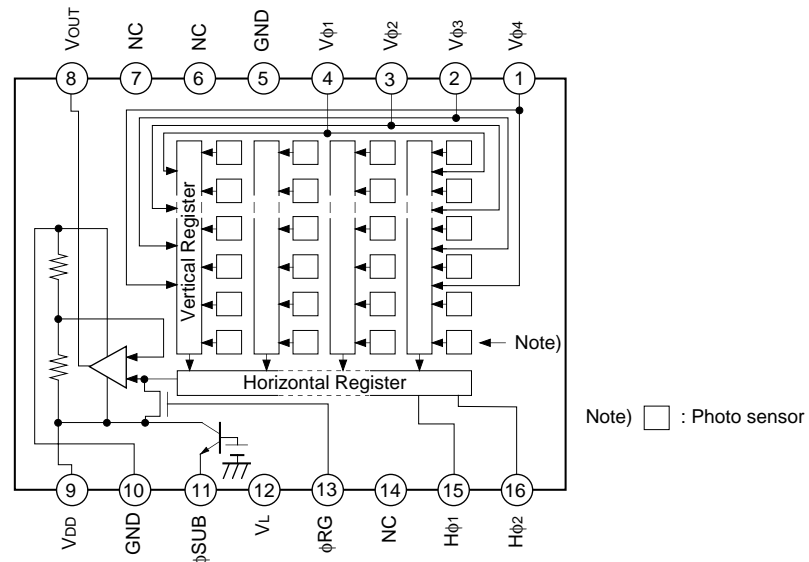 VOUT NC NC GND Vφ1 Vφ2 Vφ3 Vφ4
8 7 6 5 4 3 2 1
Vertical Register
Note)
Horizontal Register
Note) : Photo sensor
9 10 11 12 13 14 15 16
VDD GND φSUB VL φRG NC Hφ1 Hφ2